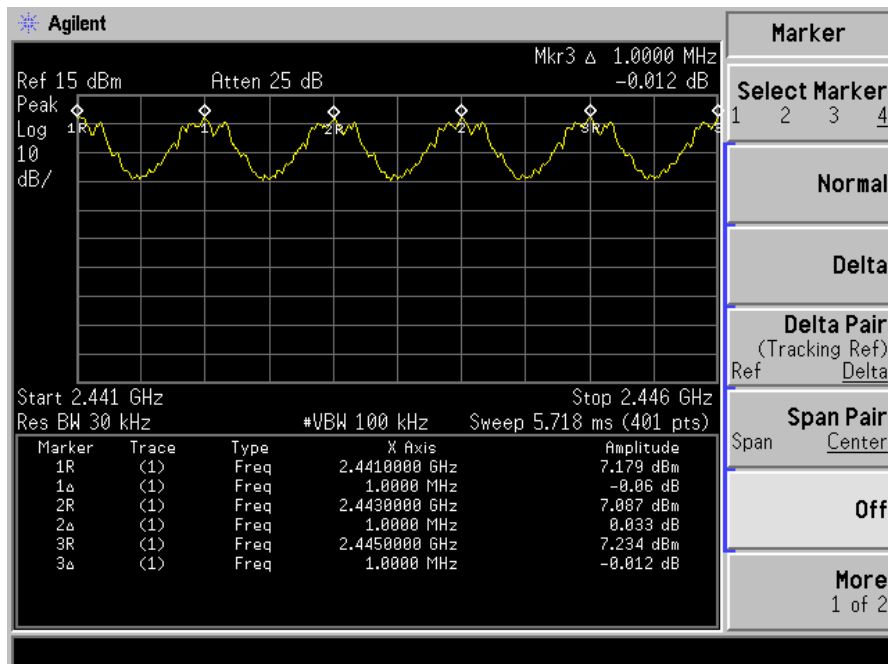 Agilent
Marker
Mkr3 Δ 1.0000 MHz
Ref 15 dBm Atten 25 dB -0.012 dB
Peak
Log
10
dB/
1R 1 2R 2 3R 3
Start 2.441 GHz Stop 2.446 GHz
Res BW 30 kHz #VBW 100 kHz Sweep 5.718 ms (401 pts)
Marker Trace Type X Axis Amplitude
1R (1) Freq 2.4410000 GHz 7.179 dBm
1Δ (1) Freq 1.0000 MHz -0.06 dB
2R (1) Freq 2.4430000 GHz 7.087 dBm
2Δ (1) Freq 1.0000 MHz 0.033 dB
3R (1) Freq 2.4450000 GHz 7.234 dBm
3Δ (1) Freq 1.0000 MHz -0.012 dB
Select Marker
1 2 3 4
Normal
Delta
Delta Pair
(Tracking Ref)
Ref Delta
Span Pair
Span Center
Off
More
1 of 2